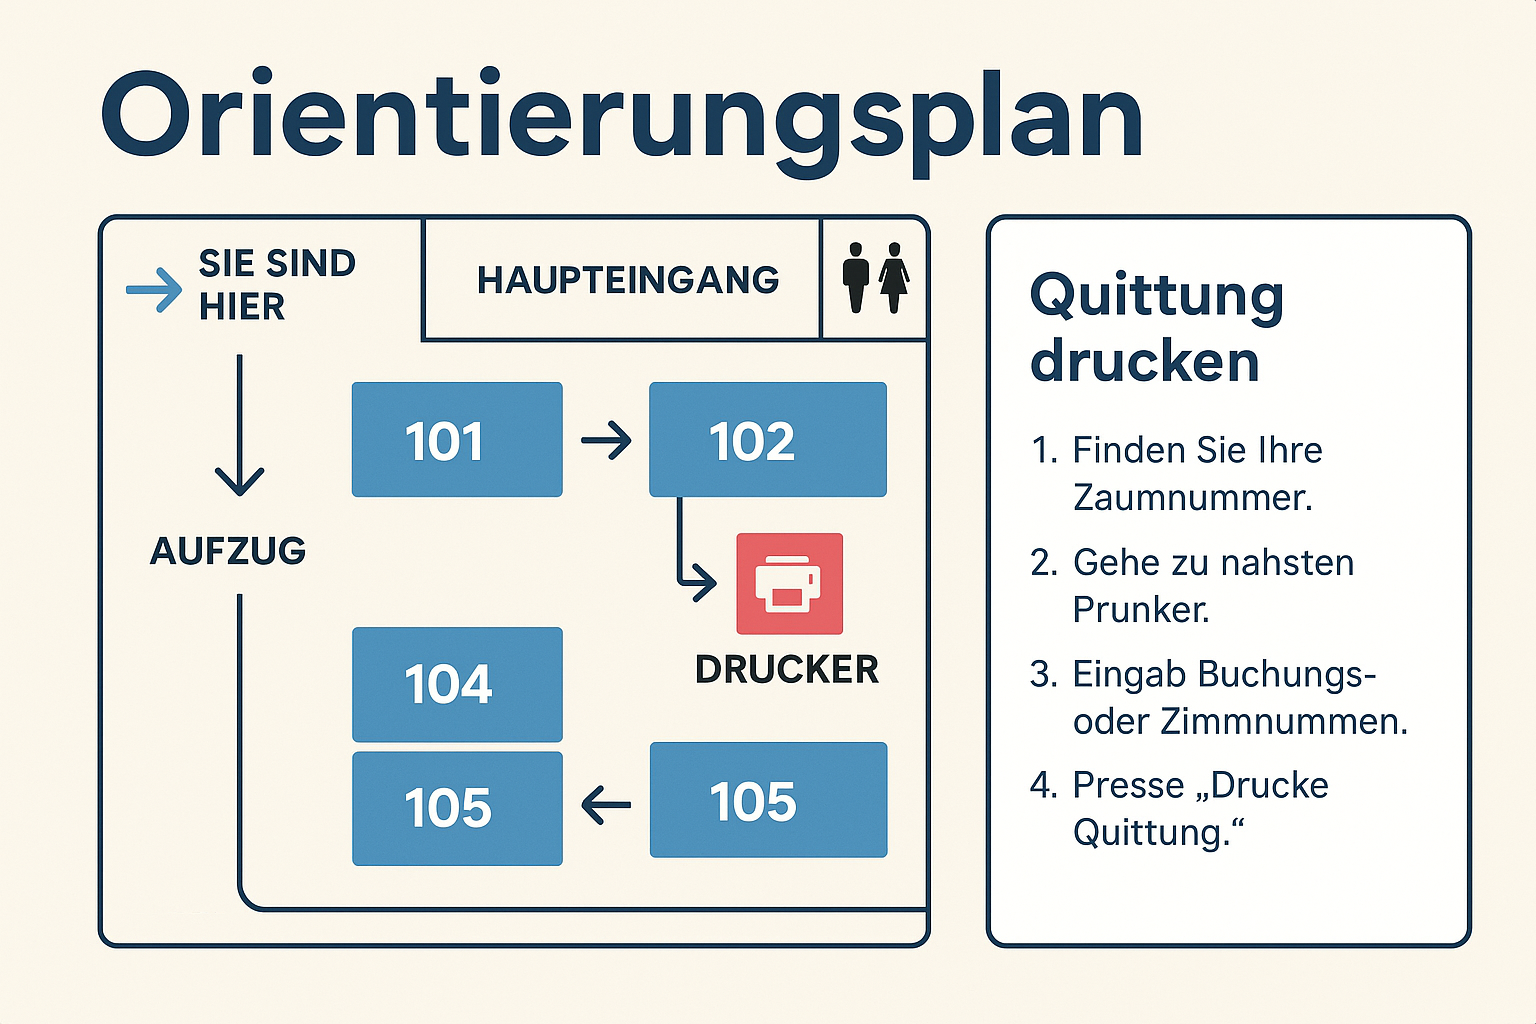 Orientierungsplan
SIE SIND
HIER
HAUPTEINGANG
101
102
AUFZUG
DRUCKER
104
105
105
Quittung
drucken
1. Finden Sie Ihre
Zaumnummer.
2. Gehe zu nahsten
Prunker.
3. Eingab Buchungs-
oder Zimmnummen.
4. Presse „Drucke
Quittung.“